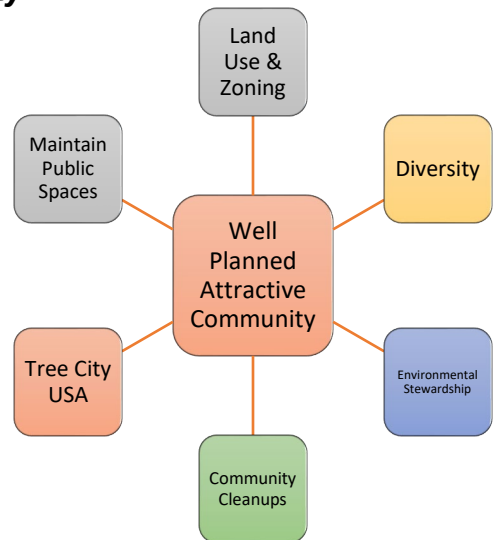 Land
Use &
Zoning
Maintain
Public
Spaces
Diversity
Well
Planned
Attractive
Community
Tree City
USA
Environmental
Stewardship
Community
Cleanups